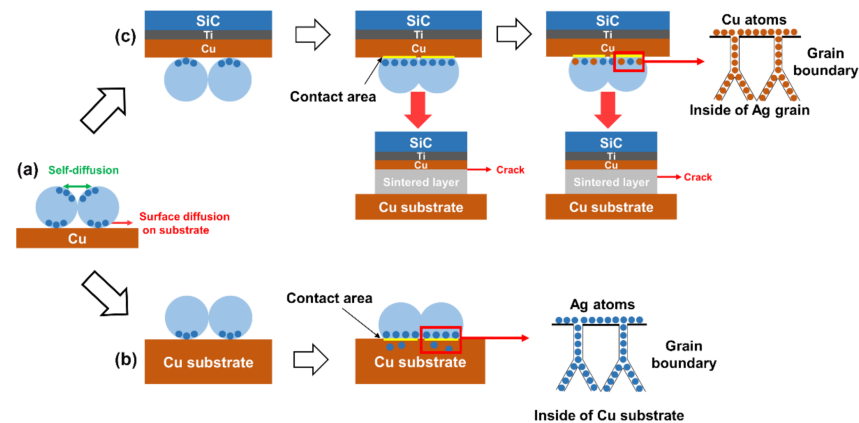 (c)
SiC
Ti
Cu
SiC
Ti
Cu
Contact area
SiC
Ti
Cu
Cu atoms
Grain
boundary
Inside of Ag grain
SiC
Ti
Cu
Sintered layer
Cu substrate
Crack
SiC
Ti
Cu
Sintered layer
Cu substrate
Crack
(a)
Self-diffusion
Surface diffusion
on substrate
Cu
(b)
Cu substrate
Contact area
Cu substrate
Ag atoms
Grain
boundary
Inside of Cu substrate